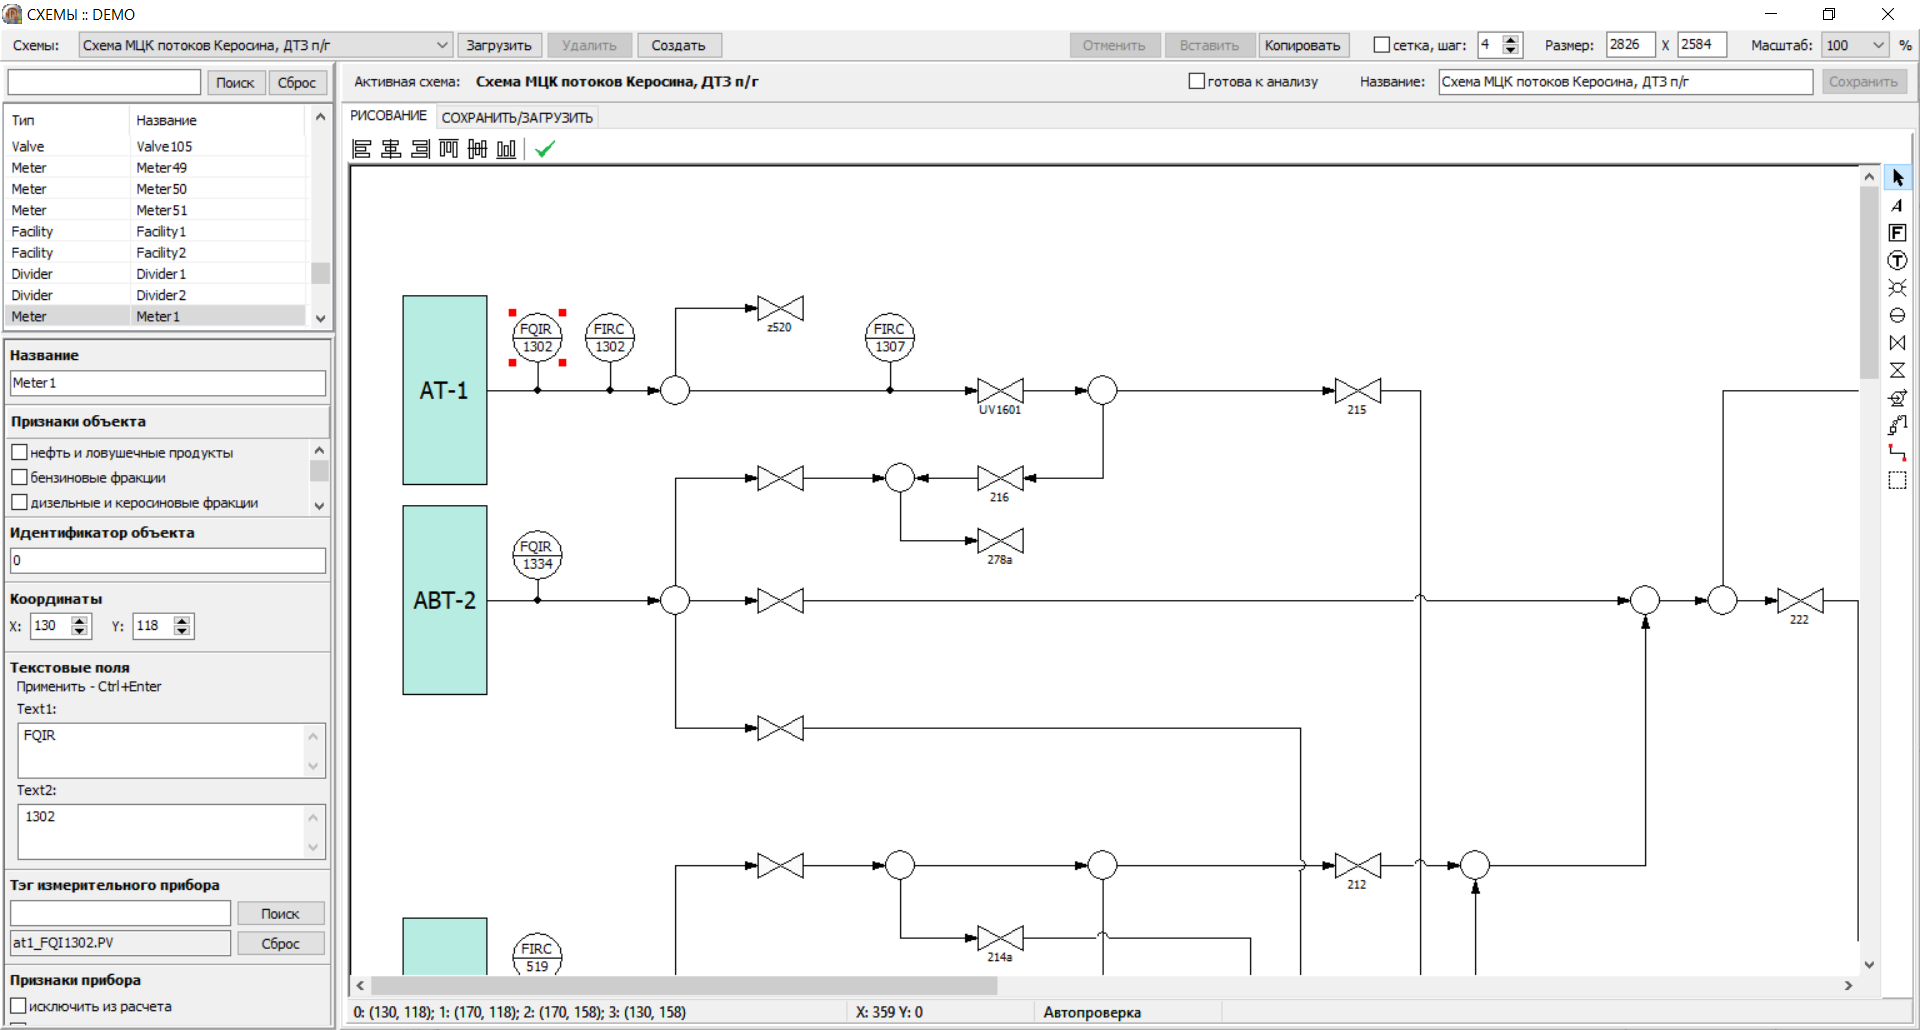 СХЕМЫ :: DEMO
Схемы: Схема МЦК потоков Керосина, ДТЗ п/г Загрузить Удалить Создать Отменить Вставить Копировать сетка, шаг: 4 Размер: 2826 X 2584 Масштаб: 100 %
Поиск Сброс
Активная схема: Схема МЦК потоков Керосина, ДТЗ п/г готова к анализу Название: Схема МЦК потоков Керосина, ДТЗ п/г Сохранить
РИСОВАНИЕ СОХРАНИТЬ/ЗАГРУЗИТЬ
Тип Название
Valve Valve105
Meter Meter49
Meter Meter50
Meter Meter51
Facility Facility1
Facility Facility2
Divider Divider1
Divider Divider2
Meter Meter1
Название
Meter1
Признаки объекта
нефть и ловушечные продукты
бензиновые фракции
дизельные и керосиновые фракции
Идентификатор объекта
0
Координаты
X: 130 Y: 118
Текстовые поля
Применить - Ctrl+Enter
Text1:
FQIR
Text2:
1302
Тэг измерительного прибора
Поиск
at1_FQI1302.PV Сброс
Признаки прибора
исключить из расчета
A
F
T
z520
FQIR
1302
FIRC
1302
FIRC
1307
АТ-1
UV1601
215
216
278а
FQIR
1334
АВТ-2
222
212
214а
FIRC
519
0: (130, 118); 1: (170, 118); 2: (170, 158); 3: (130, 158) X: 359 Y: 0 Автопроверка